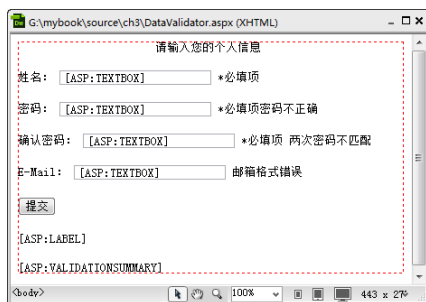 G:\mybook\source\ch3\DataValidator.aspx (XHTML)
请输入您的个人信息
姓名: [ASP:TEXTBOX] *必填项
密码: [ASP:TEXTBOX] *必填项密码不正确
确认密码: [ASP:TEXTBOX] *必填项 两次密码不匹配
E-Mail: [ASP:TEXTBOX] 邮箱格式错误
提交
[ASP:LABEL]
[ASP:VALIDATIONSUMMARY]
<body> 100% 443 x 270